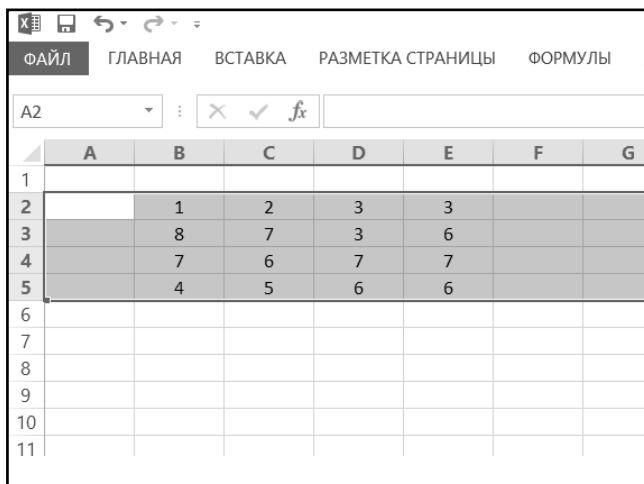 ФАЙЛ ГЛАВНАЯ ВСТАВКА РАЗМЕТКА СТРАНИЦЫ ФОРМУЛЫ
A2 fx
A B C D E F G
1
2 1 2 3 3
3 8 7 3 6
4 7 6 7 7
5 4 5 6 6
6
7
8
9
10
11